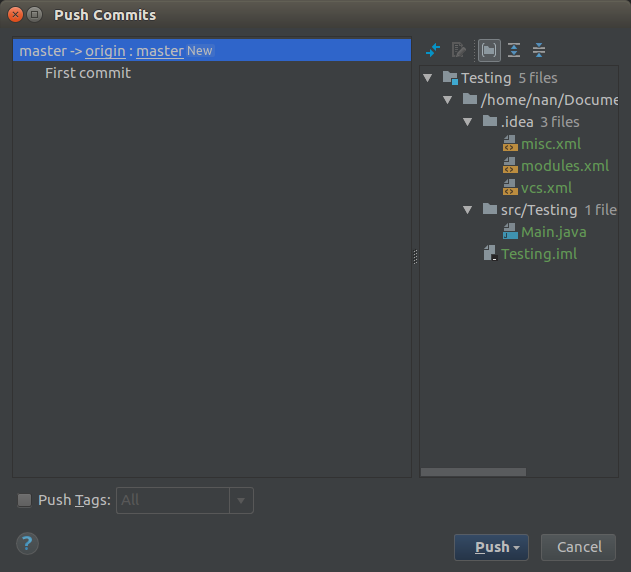 Push Commits
master -> origin : master New
First commit
Testing 5 files
/home/nan/Docume
.idea 3 files
misc.xml
modules.xml
vcs.xml
src/Testing 1 file
Main.java
Testing.iml
Push Tags: All
? Push Cancel